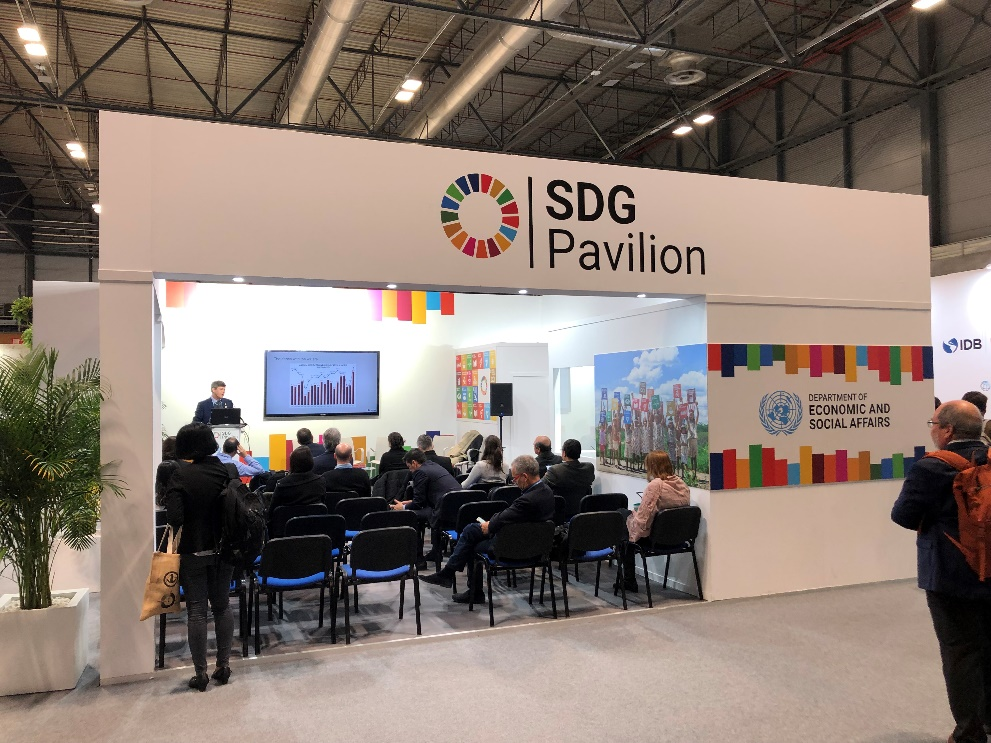 SDG
Pavilion
IDB
DEPARTMENT OF
ECONOMIC AND
SOCIAL AFFAIRS